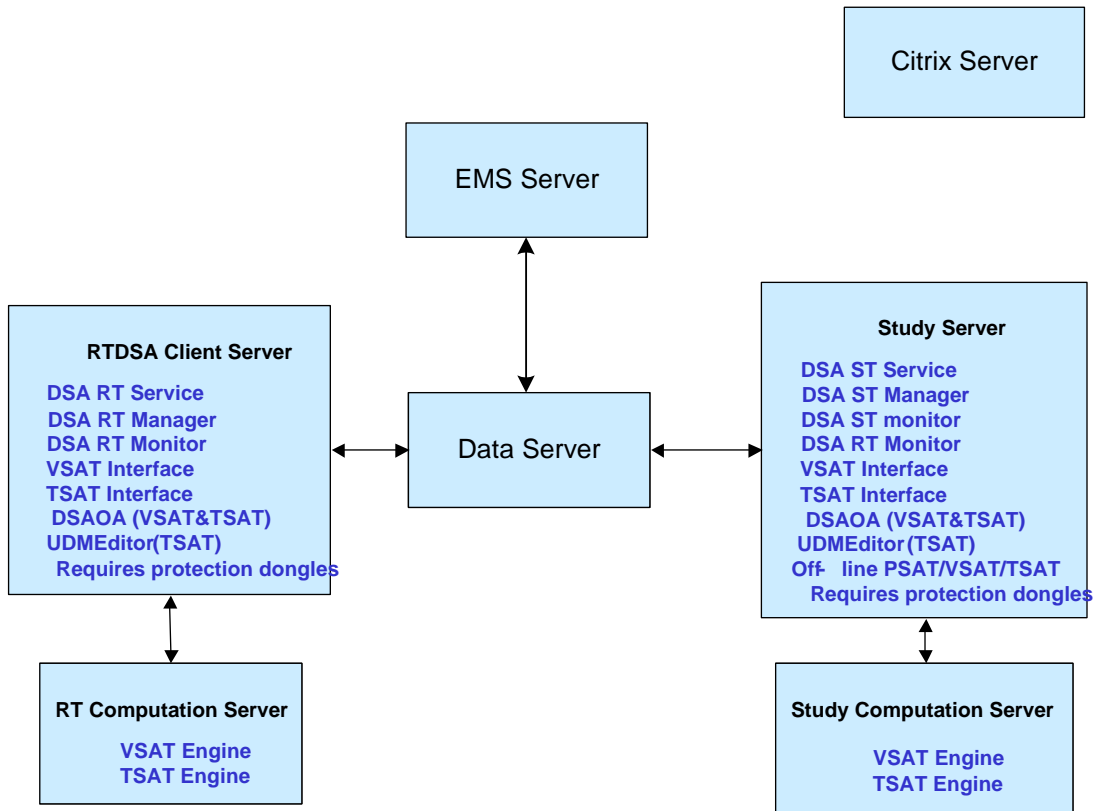 Citrix Server
EMS Server
RTDSA Client Server
DSA RT Service
DSA RT Manager
DSA RT Monitor
VSAT Interface
TSAT Interface
DSAOA (VSAT&TSAT)
UDMEditor(TSAT)
Requires protection dongles
Data Server
Study Server
DSA ST Service
DSA ST Manager
DSA ST monitor
DSA RT Monitor
VSAT Interface
TSAT Interface
DSAOA (VSAT&TSAT)
UDMEditor (TSAT)
Off- line PSAT/VSAT/TSAT
Requires protection dongles
RT Computation Server
VSAT Engine
TSAT Engine
Study Computation Server
VSAT Engine
TSAT Engine